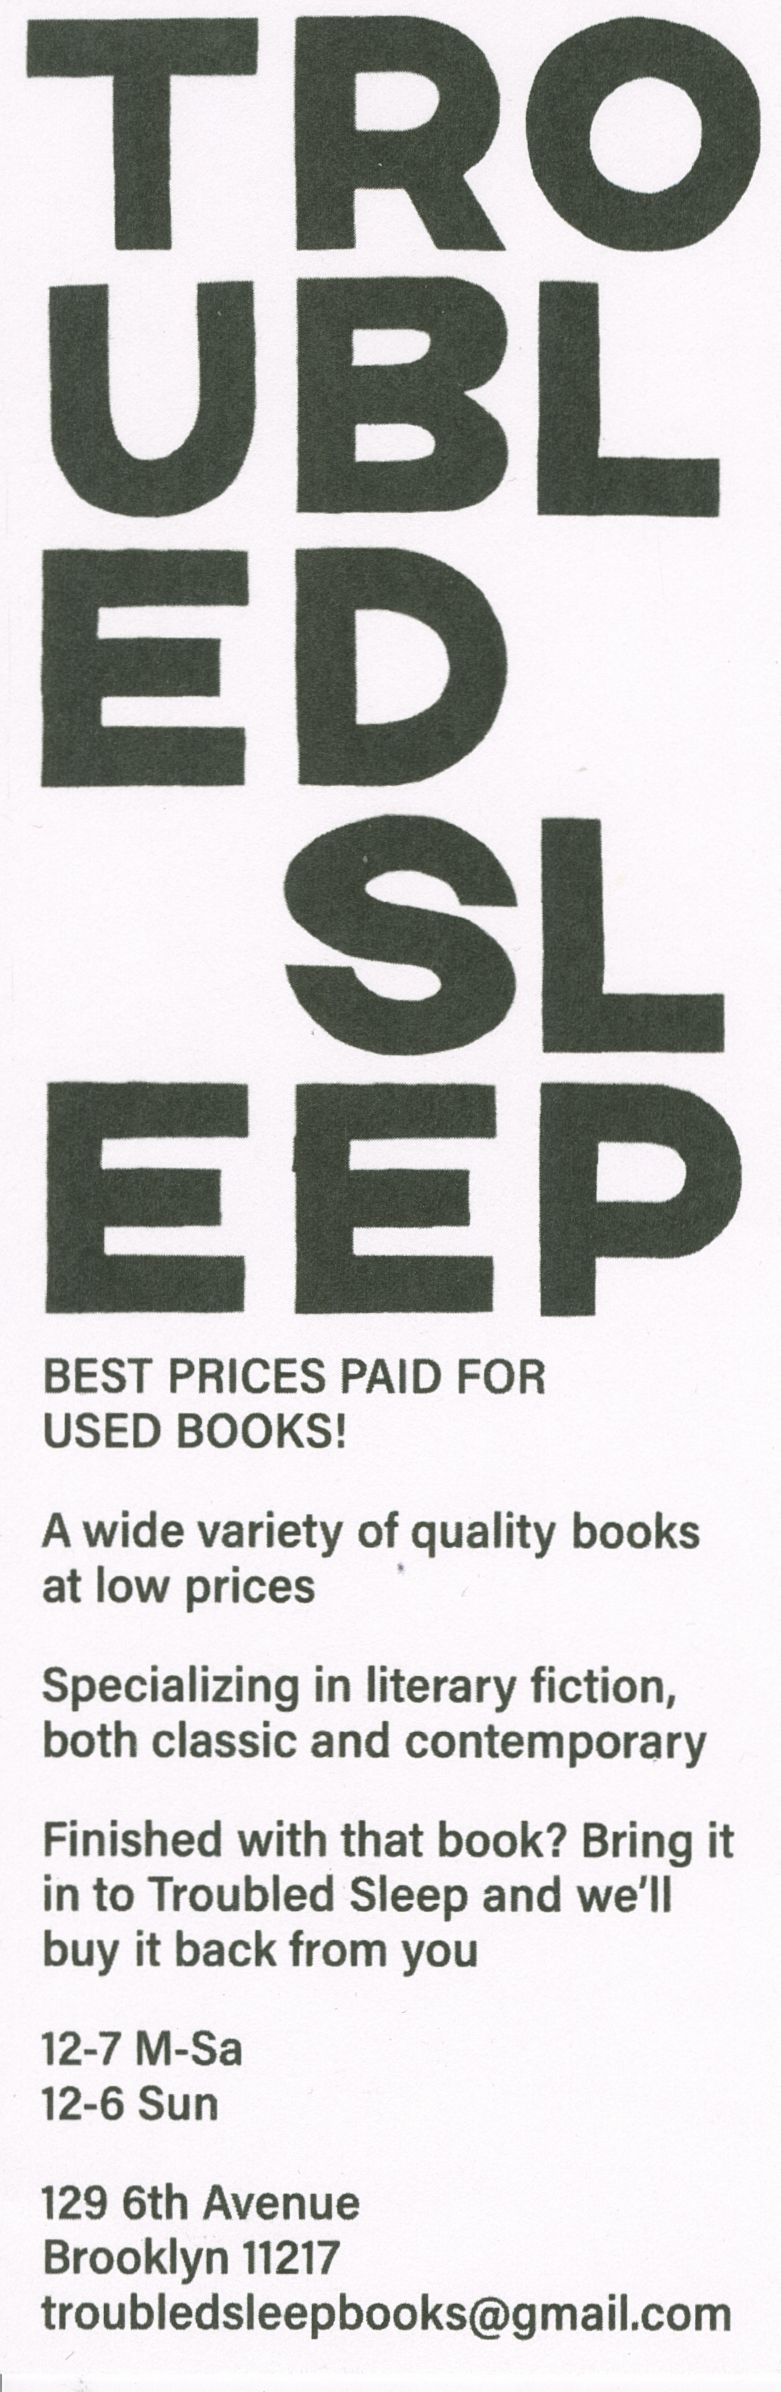 TRO
UBL
ED
SL
EEP
BEST PRICES PAID FOR
USED BOOKS!
A wide variety of quality books
at low prices
Specializing in literary fiction,
both classic and contemporary
Finished with that book? Bring it
in to Troubled Sleep and we’ll
buy it back from you
12-7 M-Sa
12-6 Sun
129 6th Avenue
Brooklyn 11217
troubledsleepbooks@gmail.com